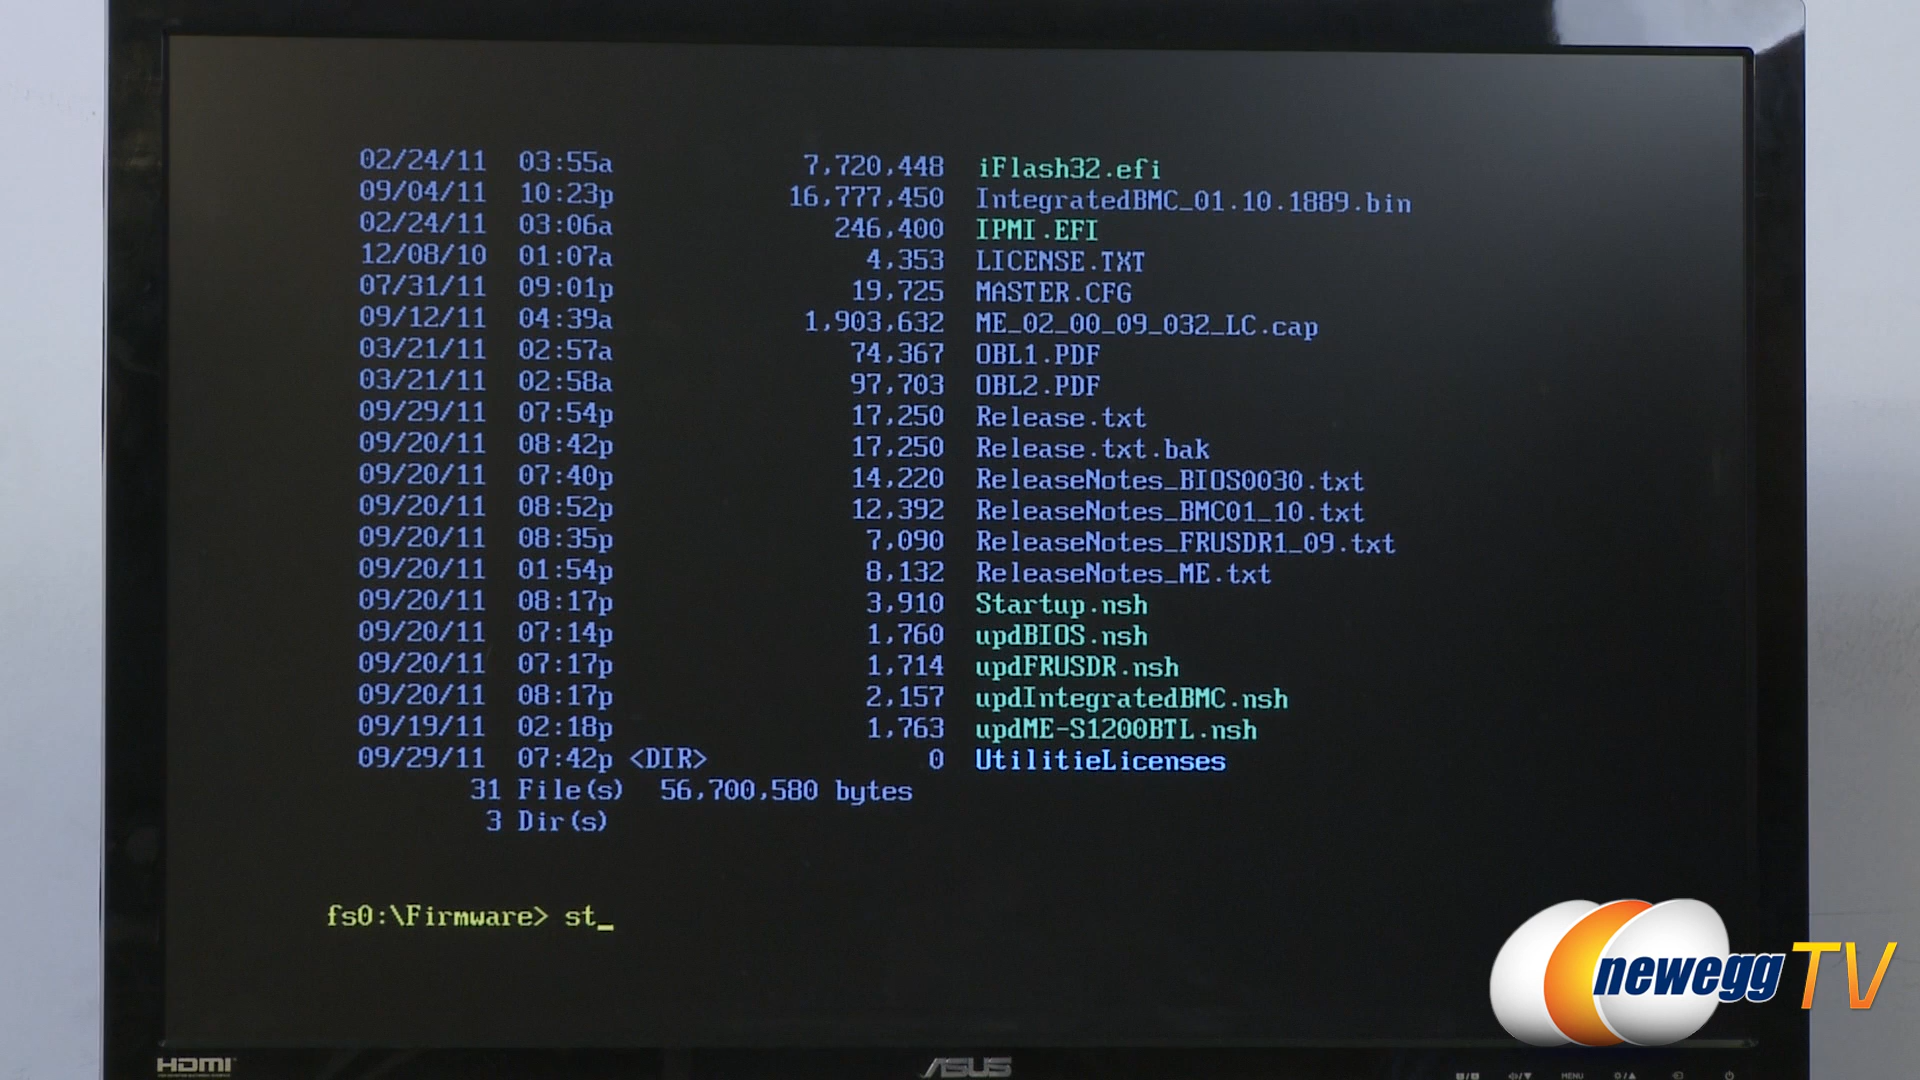 02/24/11 03:55a 7,720,448 iFlash32.efi
09/04/11 10:23p 16,777,450 IntegratedBMC_01.10.1889.bin
02/24/11 03:06a 246,400 IPMI.EFI
12/08/10 01:07a 4,353 LICENSE.TXT
07/31/11 09:01p 19,725 MASTER.CFG
09/12/11 04:39a 1,903,632 ME_02_00_09_032_LC.cap
03/21/11 02:57a 74,367 OBL1.PDF
03/21/11 02:58a 97,703 OBL2.PDF
09/29/11 07:54p 17,250 Release.txt
09/20/11 08:42p 17,250 Release.txt.bak
09/20/11 07:40p 14,220 ReleaseNotes_BIOS0030.txt
09/20/11 08:52p 12,392 ReleaseNotes_BMC01_10.txt
09/20/11 08:35p 7,090 ReleaseNotes_FRUSDR1_09.txt
09/20/11 01:54p 8,132 ReleaseNotes_ME.txt
09/20/11 08:17p 3,910 Startup.nsh
09/20/11 07:14p 1,760 updBIOS.nsh
09/20/11 07:17p 1,714 updFRUSDR.nsh
09/20/11 08:17p 2,157 updIntegratedBMC.nsh
09/19/11 02:18p 1,763 updME-S1200BTL.nsh
09/29/11 07:42p <DIR> 0 UtilitieLicenses
31 File(s) 56,700,580 bytes
3 Dir(s)
fs0:\Firmware> st_
newegg TV
HDMI
ASUS
MENU